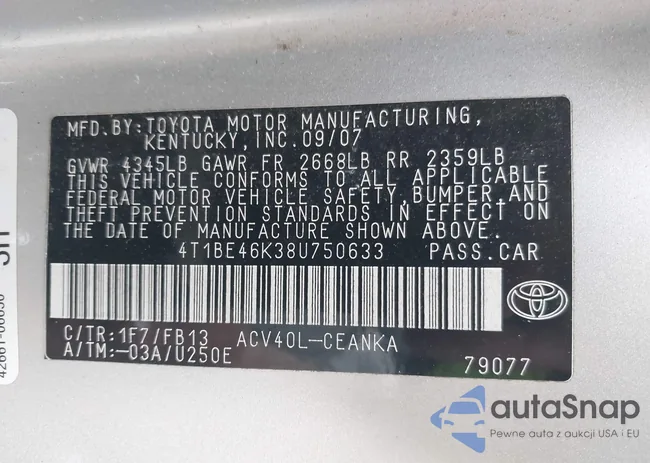 MFD.BY:TOYOTA MOTOR MANUFACTURING,
KENTUCKY, INC.09/07
GVWR 4345LB GAWR FR 2668LB RR 2359LB
THIS VEHICLE CONFORMS TO ALL APPLICABLE
FEDERAL MOTOR VEHICLE SAFETY, BUMPER, AND
THEFT PREVENTION STANDARDS IN EFFECT ON
THE DATE OF MANUFACTURE SHOWN ABOVE.
4T1BE46K38U750633 PASS.CAR
C/TR:1F7/FB13 ACV40L-CEANKA
A/TM:-03A/U250E
79077
autaSnap
Pewne auta z aukcji USA i EU